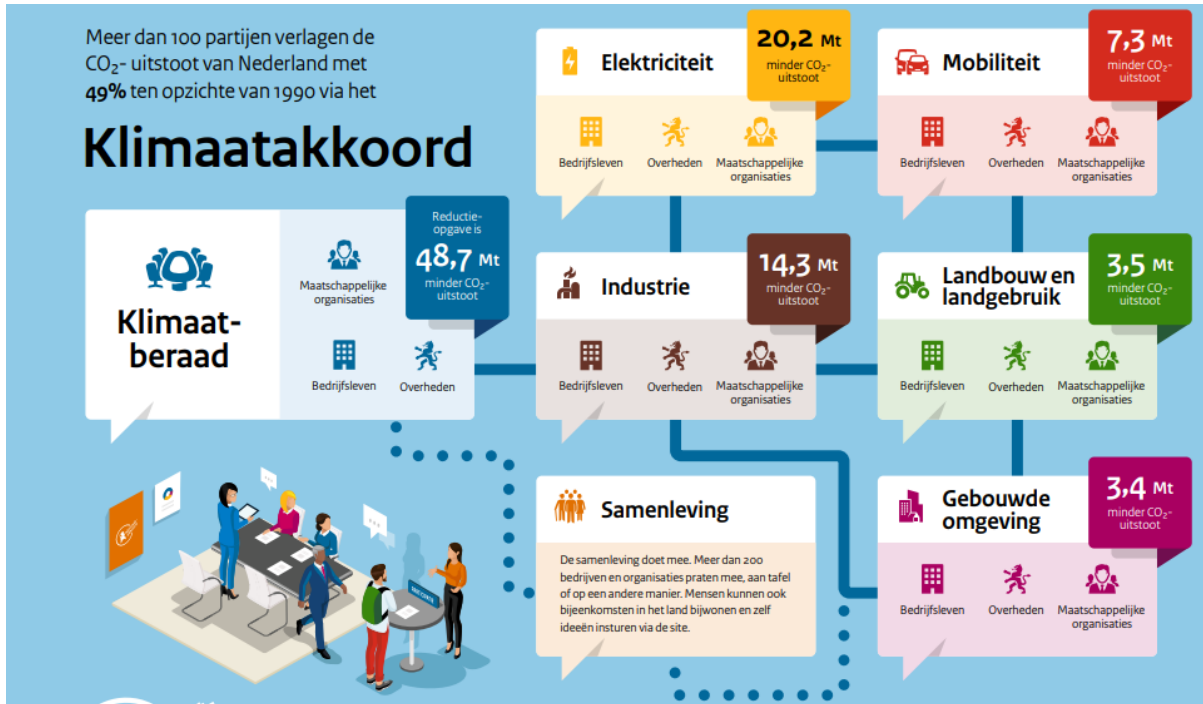 Meer dan 100 partijen verlagen de
CO₂- uitstoot van Nederland met
49% ten opzichte van 1990 via het
Klimaatakkoord
Klimaat-
beraad
Maatschappelijke
organisaties
Bedrijfsleven
Overheden
Reductie-
opgave is
48,7 Mt
minder CO₂-
uitstoot
Elektriciteit
20,2 Mt
minder CO₂-
uitstoot
Bedrijfsleven
Overheden
Maatschappelijke
organisaties
Mobiliteit
7,3 Mt
minder CO₂-
uitstoot
Bedrijfsleven
Overheden
Maatschappelijke
organisaties
Industrie
14,3 Mt
minder CO₂-
uitstoot
Bedrijfsleven
Overheden
Maatschappelijke
organisaties
Landbouw en
landgebruik
3,5 Mt
minder CO₂-
uitstoot
Bedrijfsleven
Overheden
Maatschappelijke
organisaties
Samenleving
De samenleving doet mee. Meer dan 200
bedrijven en organisaties praten mee, aan tafel
of op een andere manier. Mensen kunnen ook
bijeenkomsten in het land bijwonen en zelf
ideeën insturen via de site.
Gebouwde
omgeving
3,4 Mt
minder CO₂-
uitstoot
Bedrijfsleven
Overheden
Maatschappelijke
organisaties